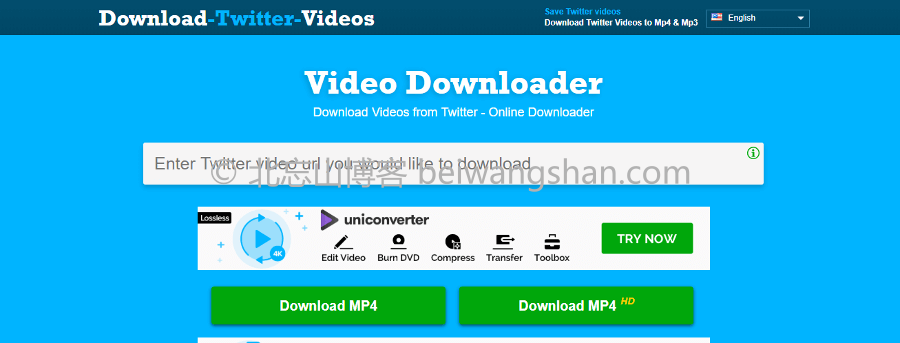 Download-Twitter-Videos
Save Twitter videos
Download Twitter Videos to Mp4 & Mp3
English
Video Downloader
Download Videos from Twitter - Online Downloader
Enter Twitter video url you would like to download
© 北忘山博客 beiwangshan.com
Lossless
4K
uniconverter
Edit Video
Burn DVD
Compress
Transfer
Toolbox
TRY NOW
Download MP4
Download MP4 HD